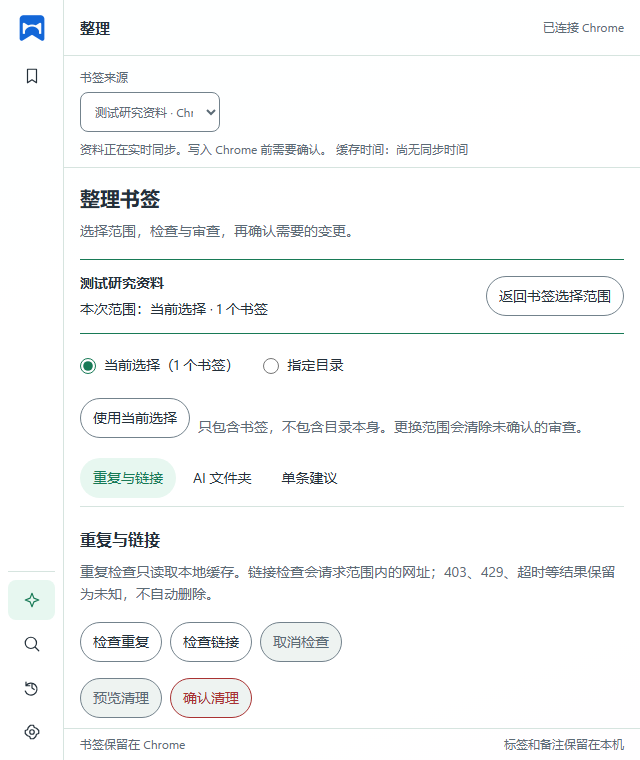 整理
已连接 Chrome
书签来源
测试研究资料 · Chr
资料正在实时同步。写入 Chrome 前需要确认。 缓存时间：尚无同步时间
整理书签
选择范围，检查与审查，再确认需要的变更。
测试研究资料
本次范围：当前选择 · 1 个书签
返回书签选择范围
当前选择（1 个书签）
指定目录
使用当前选择
只包含书签，不包含目录本身。更换范围会清除未确认的审查。
重复与链接
AI 文件夹
单条建议
重复与链接
重复检查只读取本地缓存。链接检查会请求范围内的网址；403、429、超时等结果保留
为未知，不自动删除。
检查重复
检查链接
取消检查
预览清理
确认清理
书签保留在 Chrome
标签和备注保留在本机